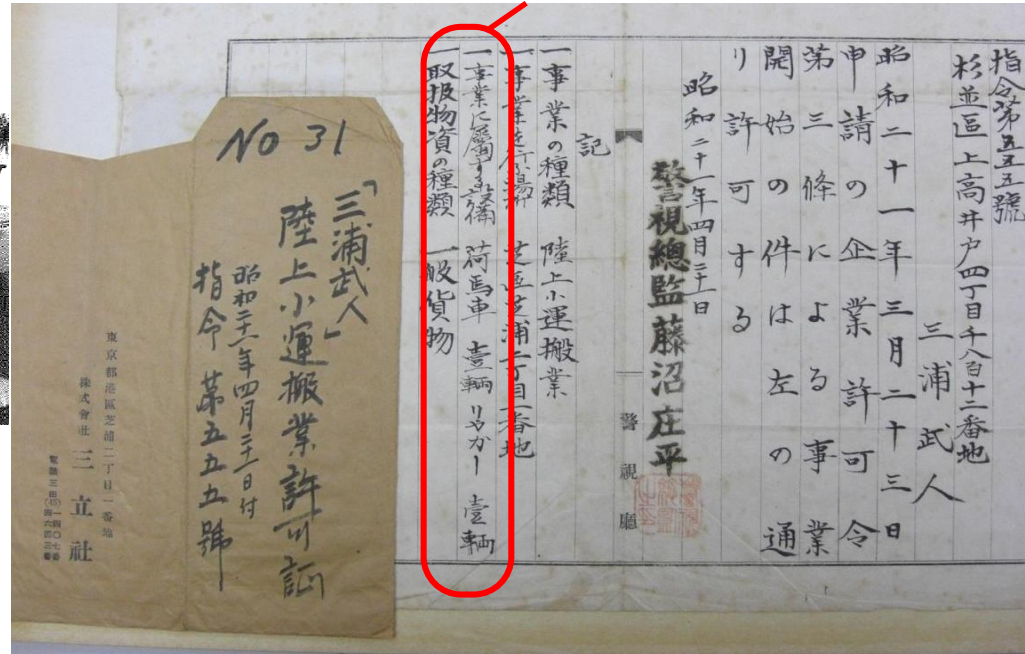 指令第五五五號
杉並區上高井戸四丁目千八百十二番地
三浦武人
昭和二十一年三月二十三日
申請の企業許可令
第三條による事業
開始の件は左の通
り許可する
昭和二十一年四月二十二日
警視總監藤沼庄平
警視廳
記
一事業の種類 陸上小運搬業
一事業を行ふ場所 芝區芝浦二丁目一番地
一事業に屬する設備 荷馬車 壹輌 リヤカー 壹輌
一取扱物資の種類 一般貨物
NO 31
「三浦武人」
陸上小運搬業許可証
昭和二十一年四月二十二日付
指令第五五五號
東京都港區芝浦二丁目一番地
株式會社 三立社